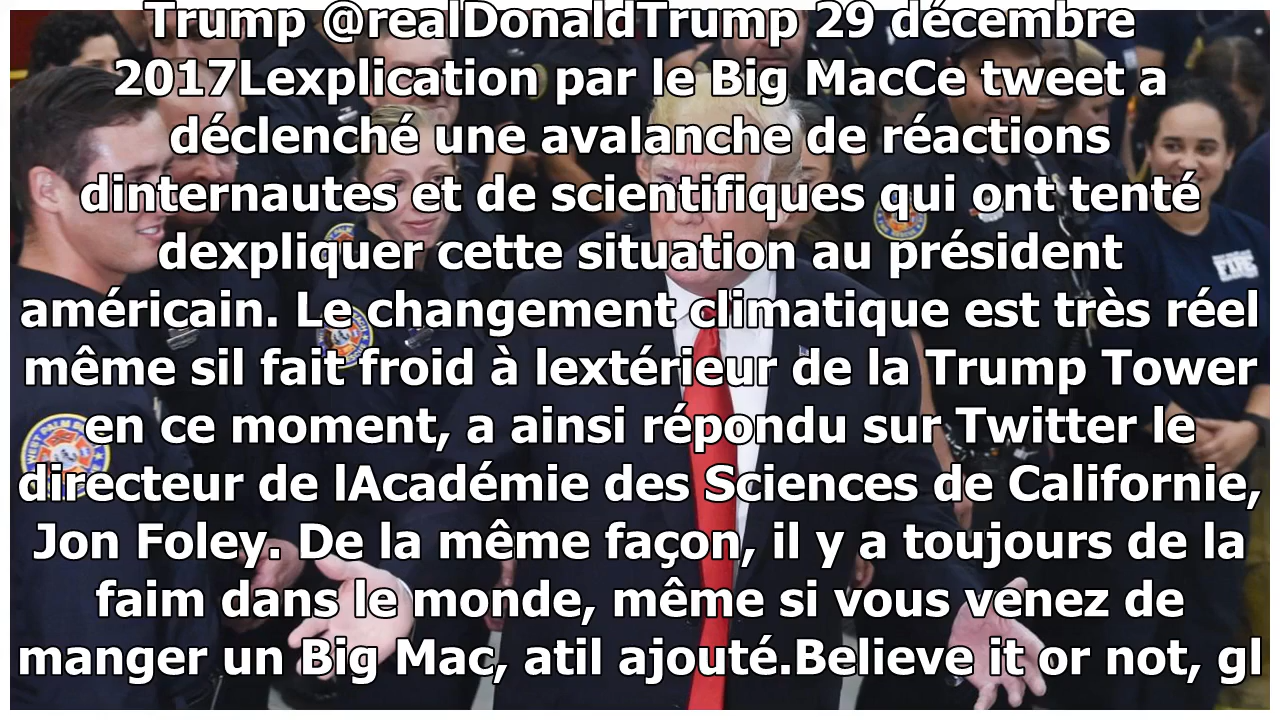 Trump @realDonaldTrump 29 décembre
2017Lexplication par le Big MacCe tweet a
déclenché une avalanche de réactions
dinternautes et de scientifiques qui ont tenté
dexpliquer cette situation au président
américain. Le changement climatique est très réel
même sil fait froid à lextérieur de la Trump Tower
en ce moment, a ainsi répondu sur Twitter le
directeur de lAcadémie des Sciences de Californie,
Jon Foley. De la même façon, il y a toujours de la
faim dans le monde, même si vous venez de
manger un Big Mac, atil ajouté.Believe it or not, gl